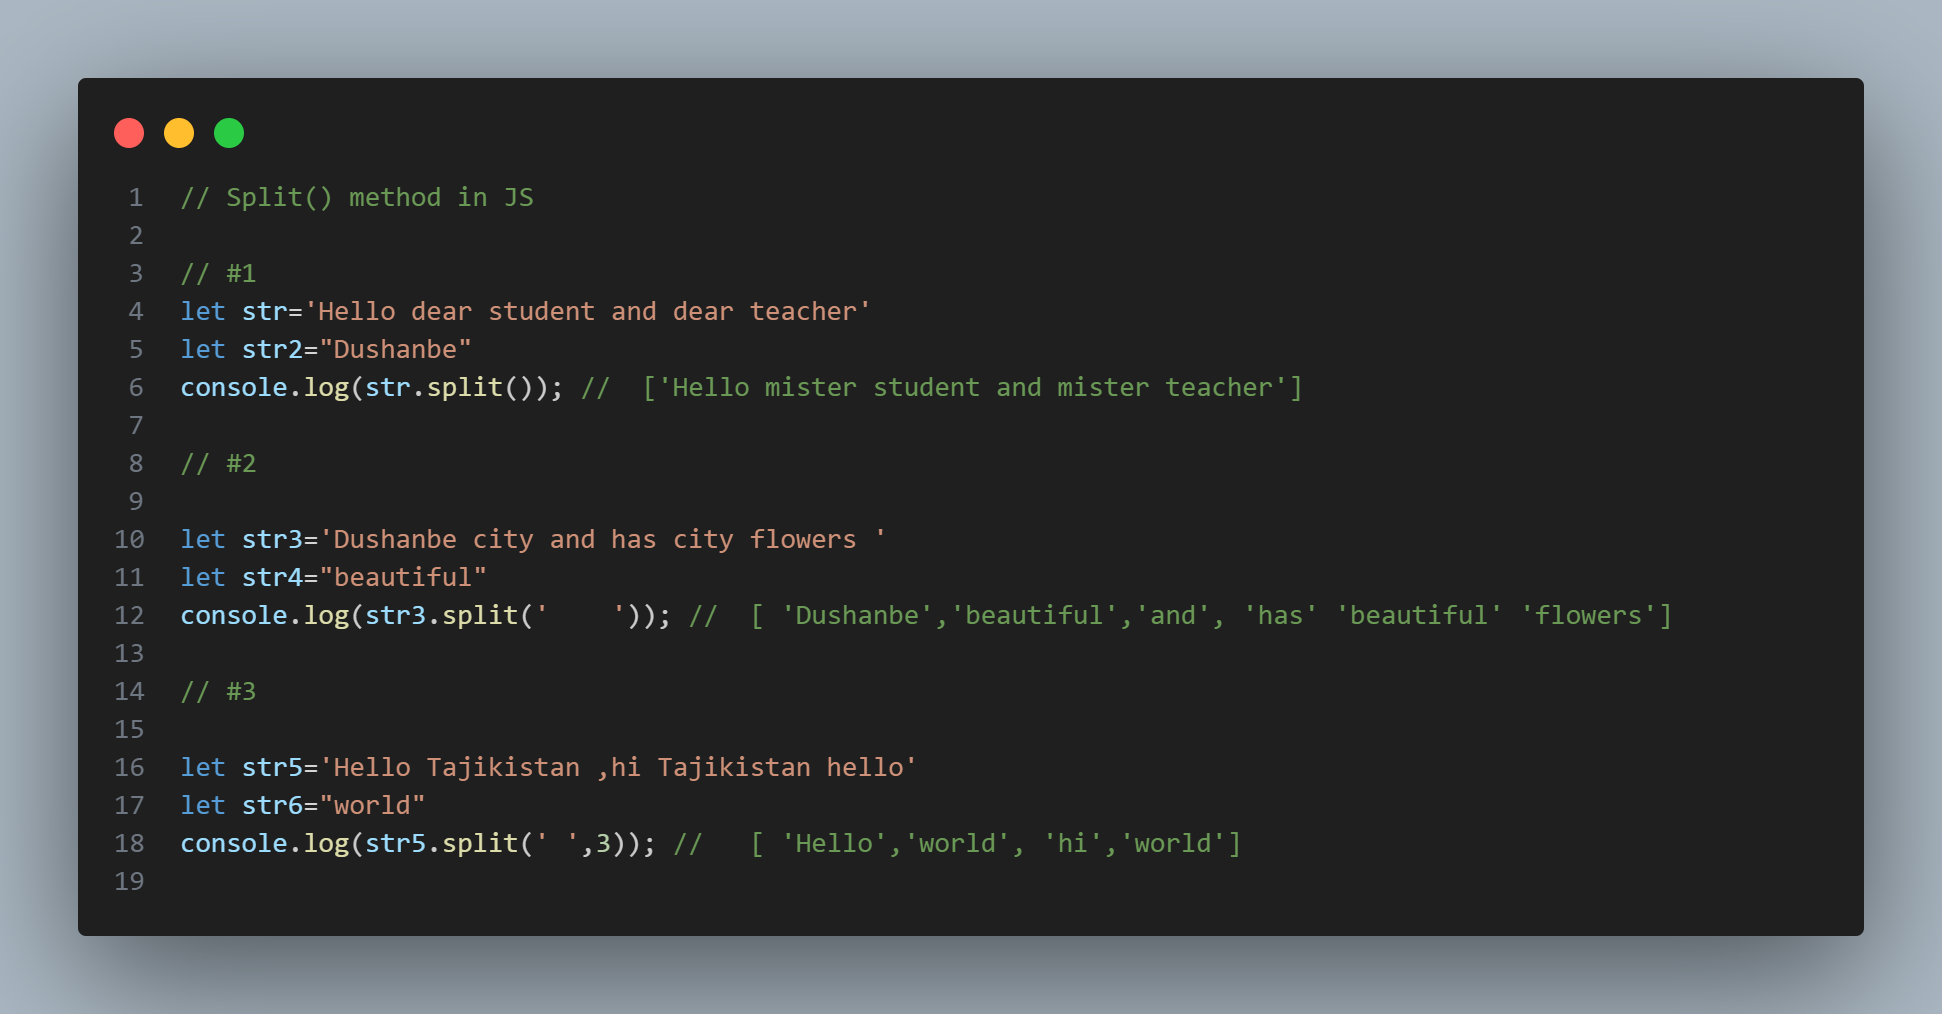 1 // Split() method in JS
2
3 // #1
4 let str='Hello dear student and dear teacher'
5 let str2="Dushanbe"
6 console.log(str.split()); //  ['Hello mister student and mister teacher']
7
8 // #2
9
10 let str3='Dushanbe city and has city flowers '
11 let str4="beautiful"
12 console.log(str3.split('    ')); //  [ 'Dushanbe','beautiful','and', 'has' 'beautiful' 'flowers']
13
14 // #3
15
16 let str5='Hello Tajikistan ,hi Tajikistan hello'
17 let str6="world"
18 console.log(str5.split(' ',3)); //   [ 'Hello','world', 'hi','world']
19